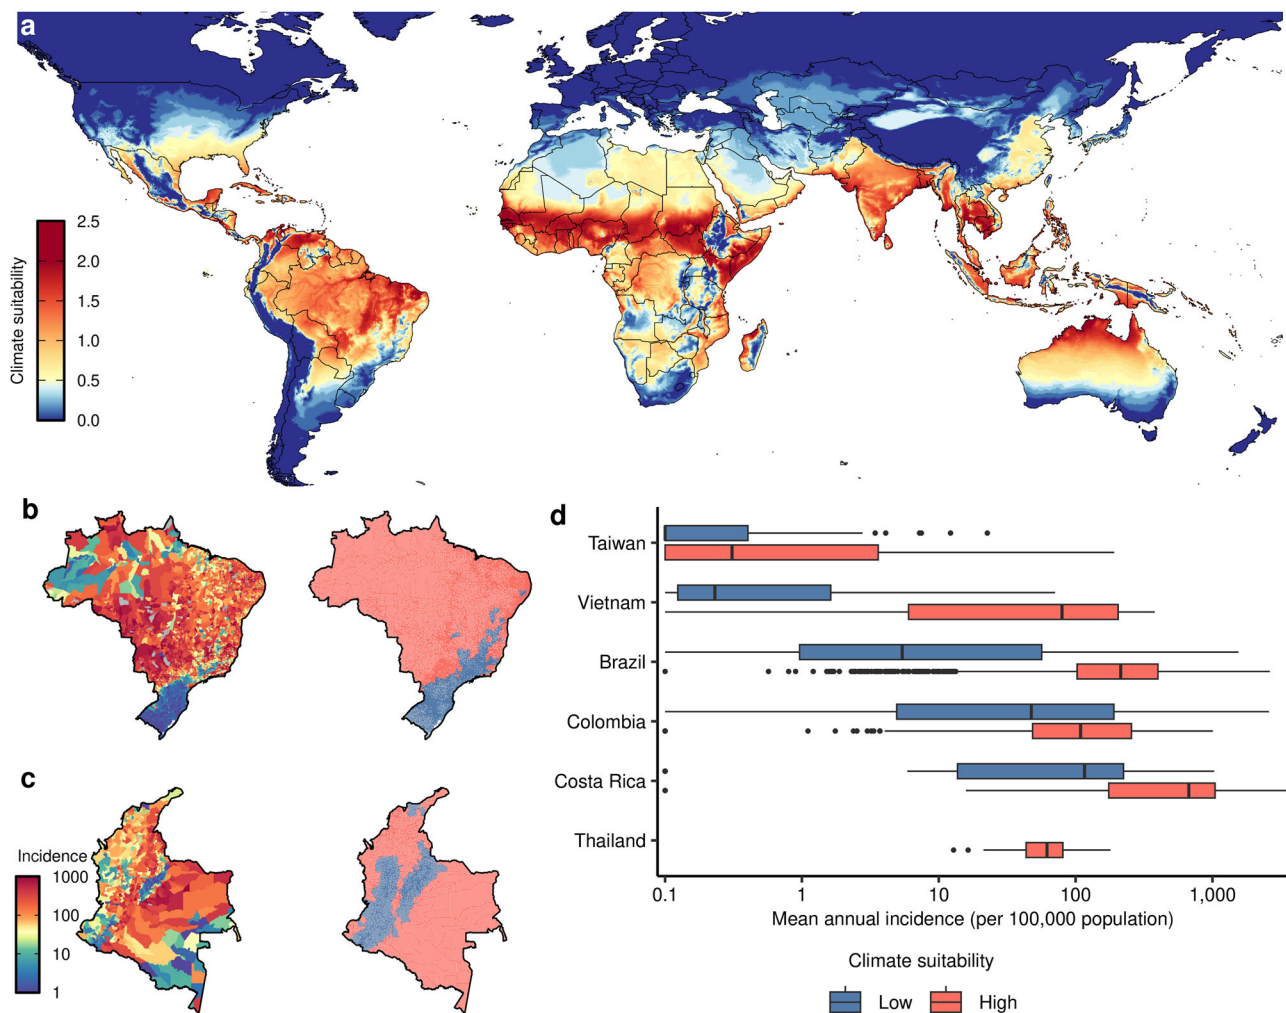 a
Climate suitability
2.5
2.0
1.5
1.0
0.5
0.0
b
c
Incidence
1000
100
10
1
d
Taiwan
Vietnam
Brazil
Colombia
Costa Rica
Thailand
0.1 1 10 100 1,000
Mean annual incidence (per 100,000 population)
Climate suitability
Low High